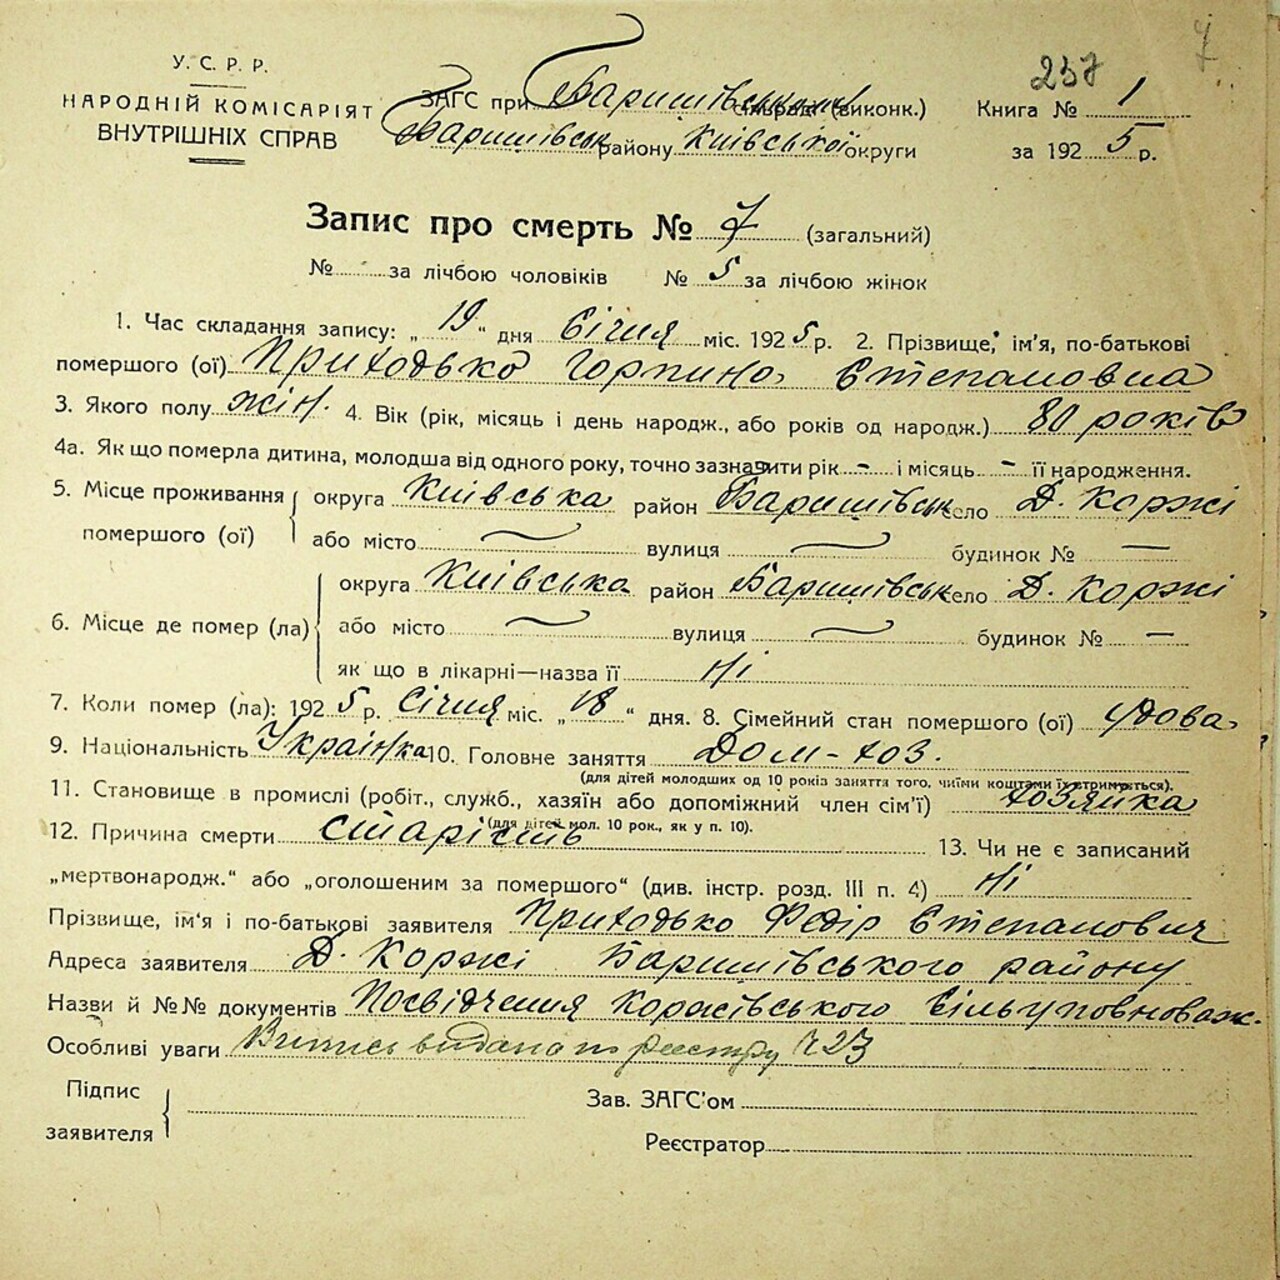 7
237
У. С. Р. Р.
НАРОДНІЙ КОМІСАРІЯТ
ВНУТРІШНІХ СПРАВ
ЗАГС при Баришівському (виконк.)
Баришівськ району Київської округи
Книга № 1
за 1925 р.
Запис про смерть № 7 (загальний)
№ за лічбою чоловіків № 5 за лічбою жінок
1. Час складання запису: „19“ дня Січня міс. 1925 р. 2. Прізвище, ім'я, по-батькові
помершого (ої) Приходько Горпина Степановна
3. Якого полу жін. 4. Вік (рік, місяць і день народж., або років од народж.) 80 років
4а. Як що померла дитина, молодша від одного року, точно зазначити рік - і місяць - її народження.
5. Місце проживання помершого (ої) { округа Київська район Баришівськ село Д. Коржі
або місто — вулиця — будинок № —
6. Місце де помер (ла) { округа Київська район Баришівськ село Д. Коржі
або місто — вулиця — будинок № —
як що в лікарні—назва її Ні
7. Коли помер (ла): 1925 р. Січня міс. „18“ дня. 8. Сімейний стан помершого (ої) удова
9. Національність Українка 10. Головне заняття Дом-хоз.
(для дітей молодших од 10 років заняття того, чиїми коштами їх утримується).
11. Становище в промислі (робіт., служб., хазяїн або допоміжний член сім'ї) хозяйка
(для дітей мол. 10 рок., як у п. 10).
12. Причина смерти старість 13. Чи не є записаний
„мертвонародж.“ або „оголошеним за помершого“ (див. інстр. розд. III п. 4) Ні
Прізвище, ім'я і по-батькові заявителя Приходько Федір Степанович
Адреса заявителя Д. Коржі Баришівського району
Назви й №№ документів Посвідчення Коржівського Сільуповноваж.
Особливі уваги Випись видана по реєстру Ч 23
Підпис заявителя }
Зав. ЗАГС'ом
Реєстратор